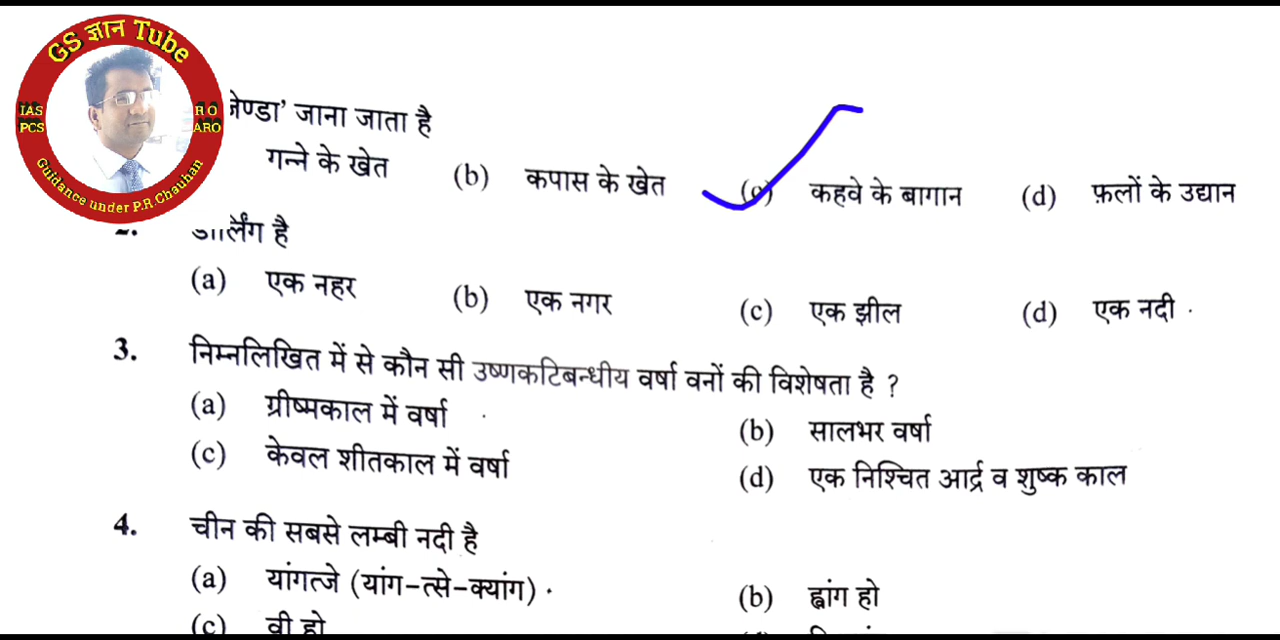 GS ज्ञान Tube
IAS PCS
RO ARO
Guidance under P.R.Chauhan
जाना जाता है
गन्ने के खेत (b) कपास के खेत (c) कहवे के बागान (d) फ़लों के उद्यान
2. है
(a) एक नहर (b) एक नगर (c) एक झील (d) एक नदी
3. निम्नलिखित में से कौन सी उष्णकटिबन्धीय वर्षा वनों की विशेषता है ?
(a) ग्रीष्मकाल में वर्षा (b) सालभर वर्षा
(c) केवल शीतकाल में वर्षा (d) एक निश्चित आर्द्र व शुष्क काल
4. चीन की सबसे लम्बी नदी है
(a) यांगत्जे (यांग-त्से-क्यांग) (b) ह्वांग हो
(c) वी हो